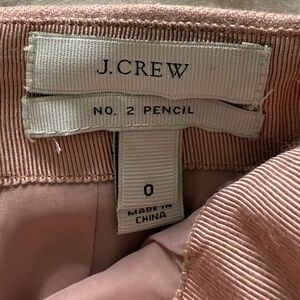 J.CREW
NO. 2 PENCIL
0
MADE IN
CHINA